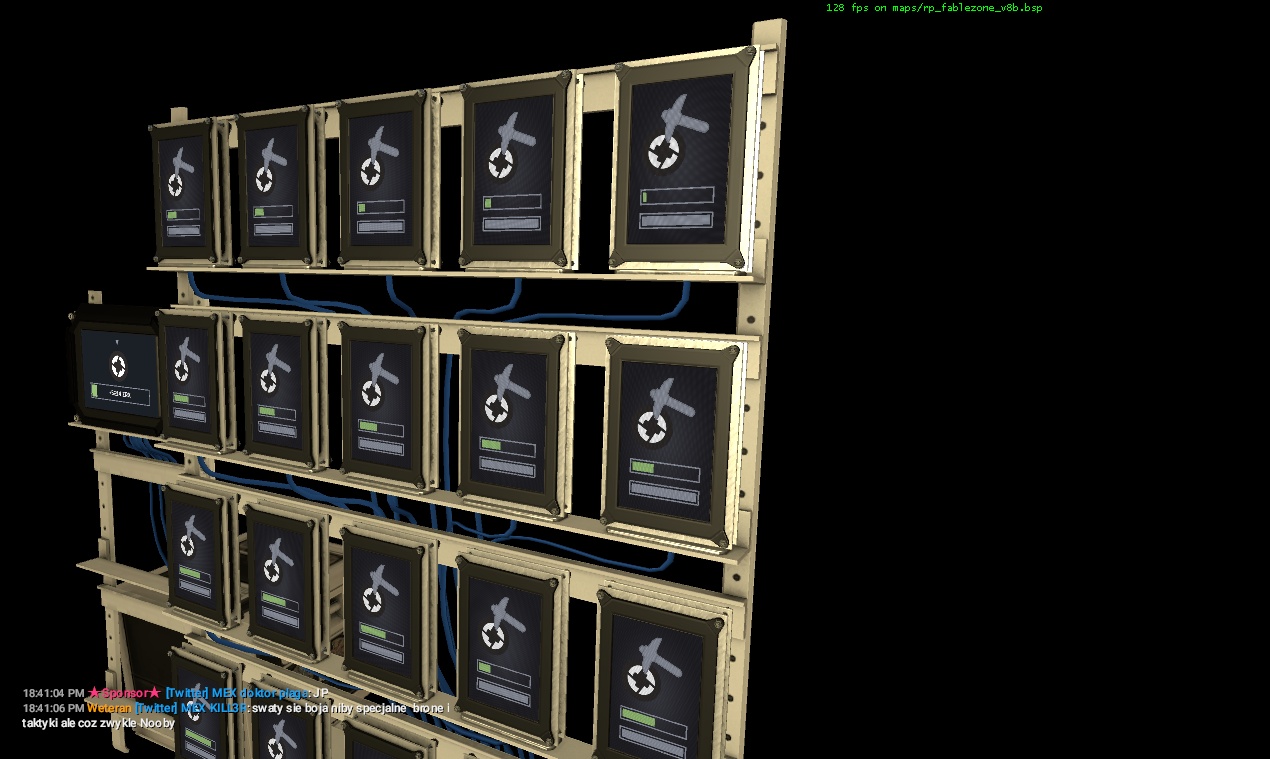 128 fps on maps/rp_fablezone_v8b.bsp
18:41:04 PM ★Sponsor★ [Twitter] MEX doktor plaga: JP
18:41:06 PM Weteran [Twitter] MEX KILL3R: swaty sie boja niby specjalne brone i
taktyki ale coz zwykle Nooby